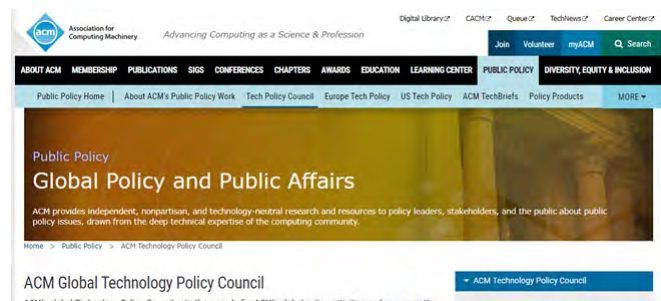 Digital Library CACM Queue TechNews Career Center
acm Association for
Computing Machinery
Advancing Computing as a Science & Profession
Join Volunteer myACM Search
ABOUT ACM MEMBERSHIP PUBLICATIONS SIGS CONFERENCES CHAPTERS AWARDS EDUCATION LEARNING CENTER PUBLIC POLICY DIVERSITY, EQUITY & INCLUSION
Public Policy Home About ACM's Public Policy Work Tech Policy Council Europe Tech Policy US Tech Policy ACM TechBriefs Policy Products MORE
Public Policy
Global Policy and Public Affairs
ACM provides independent, nonpartisan, and technology-neutral research and resources to policy leaders, stakeholders, and the public about public
policy issues, drawn from the deep technical expertise of the computing community.
Home > Public Policy > ACM Technology Policy Council
ACM Global Technology Policy Council
ACM Technology Policy Council